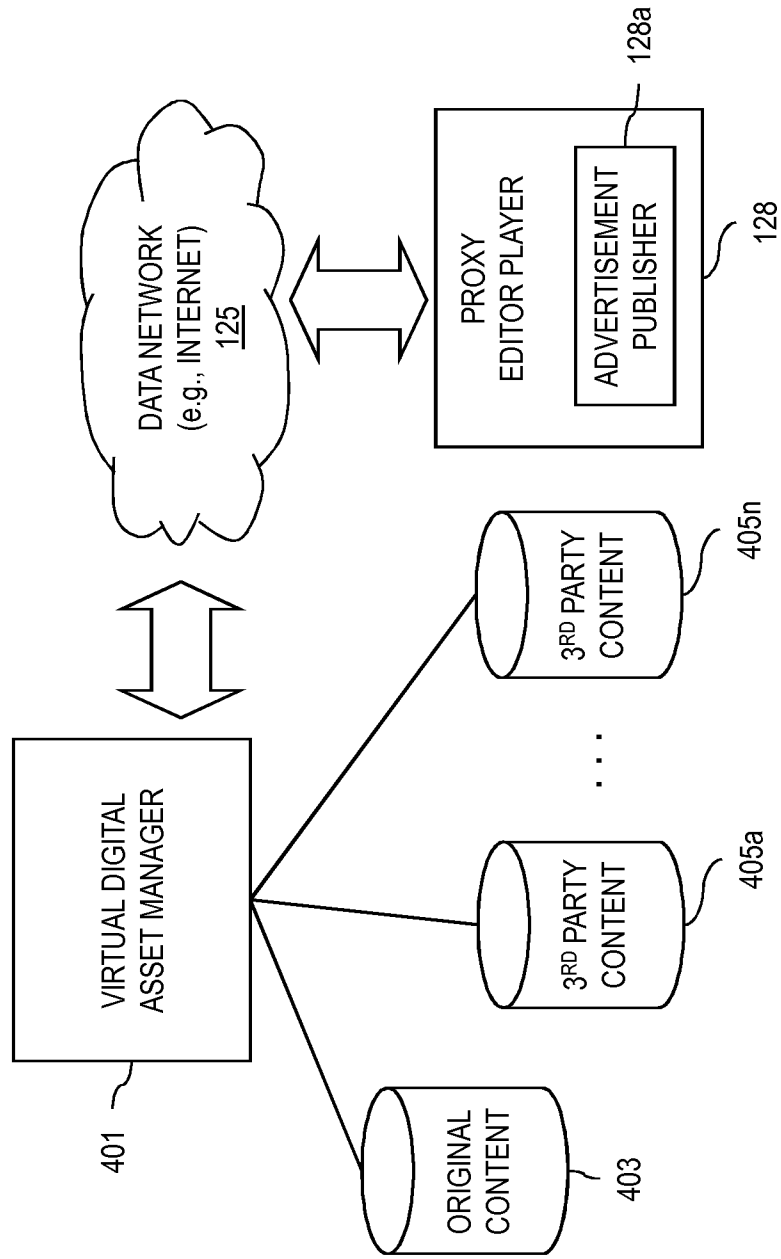 VIRTUAL DIGITAL
ASSET MANAGER
401
DATA NETWORK
(e.g., INTERNET)
125
ORIGINAL
CONTENT
403
3RD PARTY
CONTENT
405a
. . .
3RD PARTY
CONTENT
405n
PROXY
EDITOR PLAYER
ADVERTISEMENT
PUBLISHER
128a
128